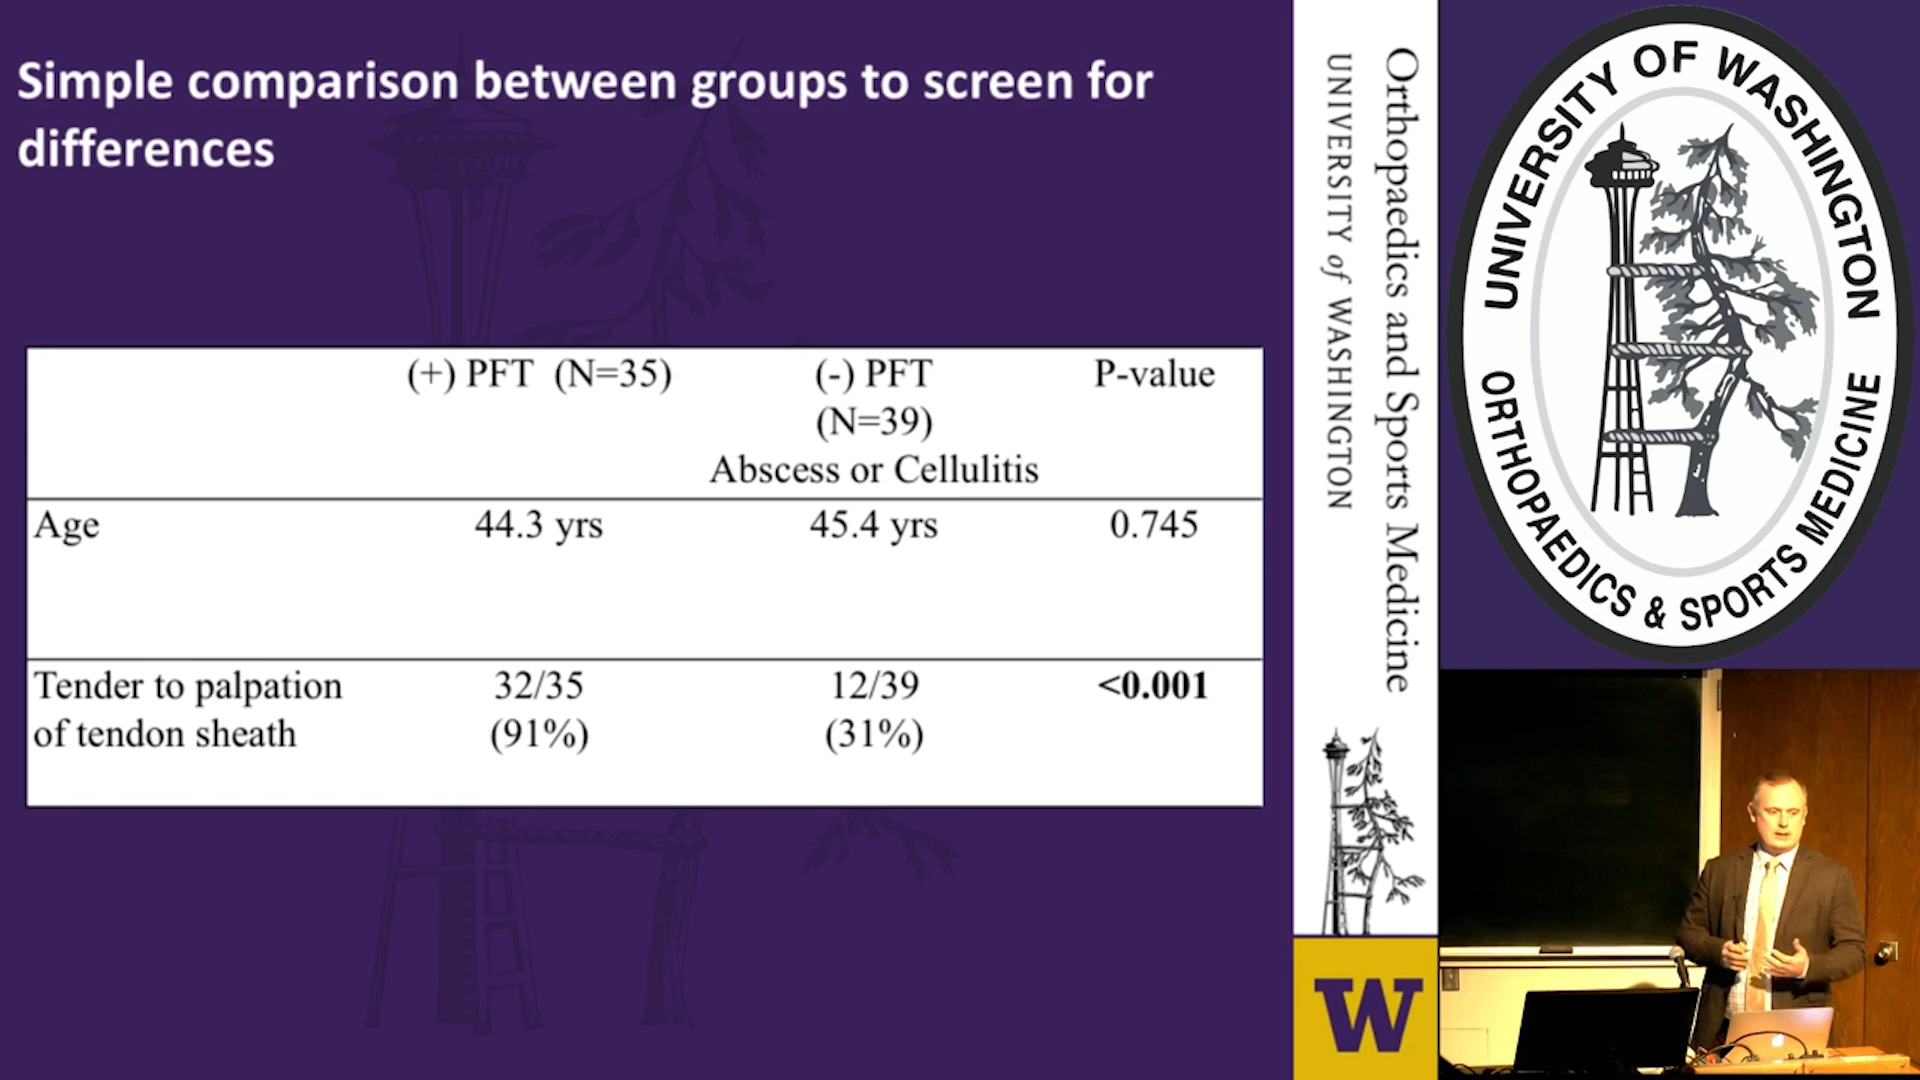 Simple comparison between groups to screen for
differences
(+) PFT (N=35) (-) PFT P-value
(N=39)
Abscess or Cellulitis
Age 44.3 yrs 45.4 yrs 0.745
Tender to palpation 32/35 12/39 <0.001
of tendon sheath (91%) (31%)
Orthopaedics and Sports Medicine
UNIVERSITY of WASHINGTON
W
UNIVERSITY OF WASHINGTON
ORTHOPAEDICS & SPORTS MEDICINE